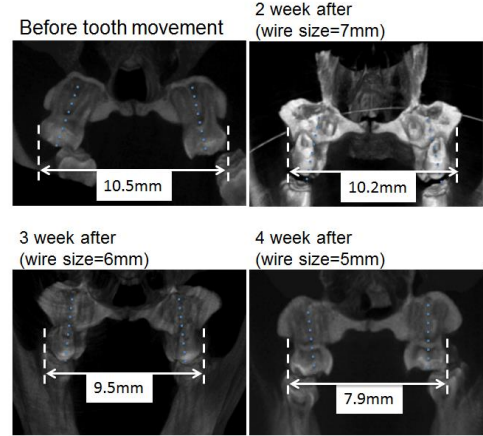 Before tooth movement
10.5mm
2 week after
(wire size=7mm)
10.2mm
3 week after
(wire size=6mm)
9.5mm
4 week after
(wire size=5mm)
7.9mm